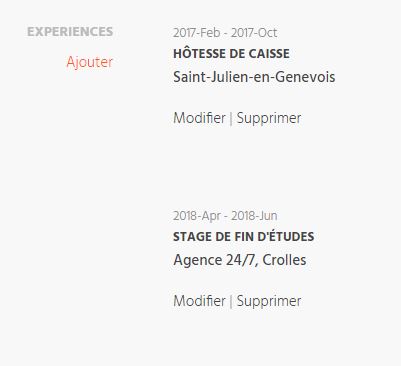 EXPERIENCES
Ajouter
2017-Feb - 2017-Oct
HÔTESSE DE CAISSE
Saint-Julien-en-Genevois
Modifier | Supprimer
2018-Apr - 2018-Jun
STAGE DE FIN D'ÉTUDES
Agence 24/7, Crolles
Modifier | Supprimer